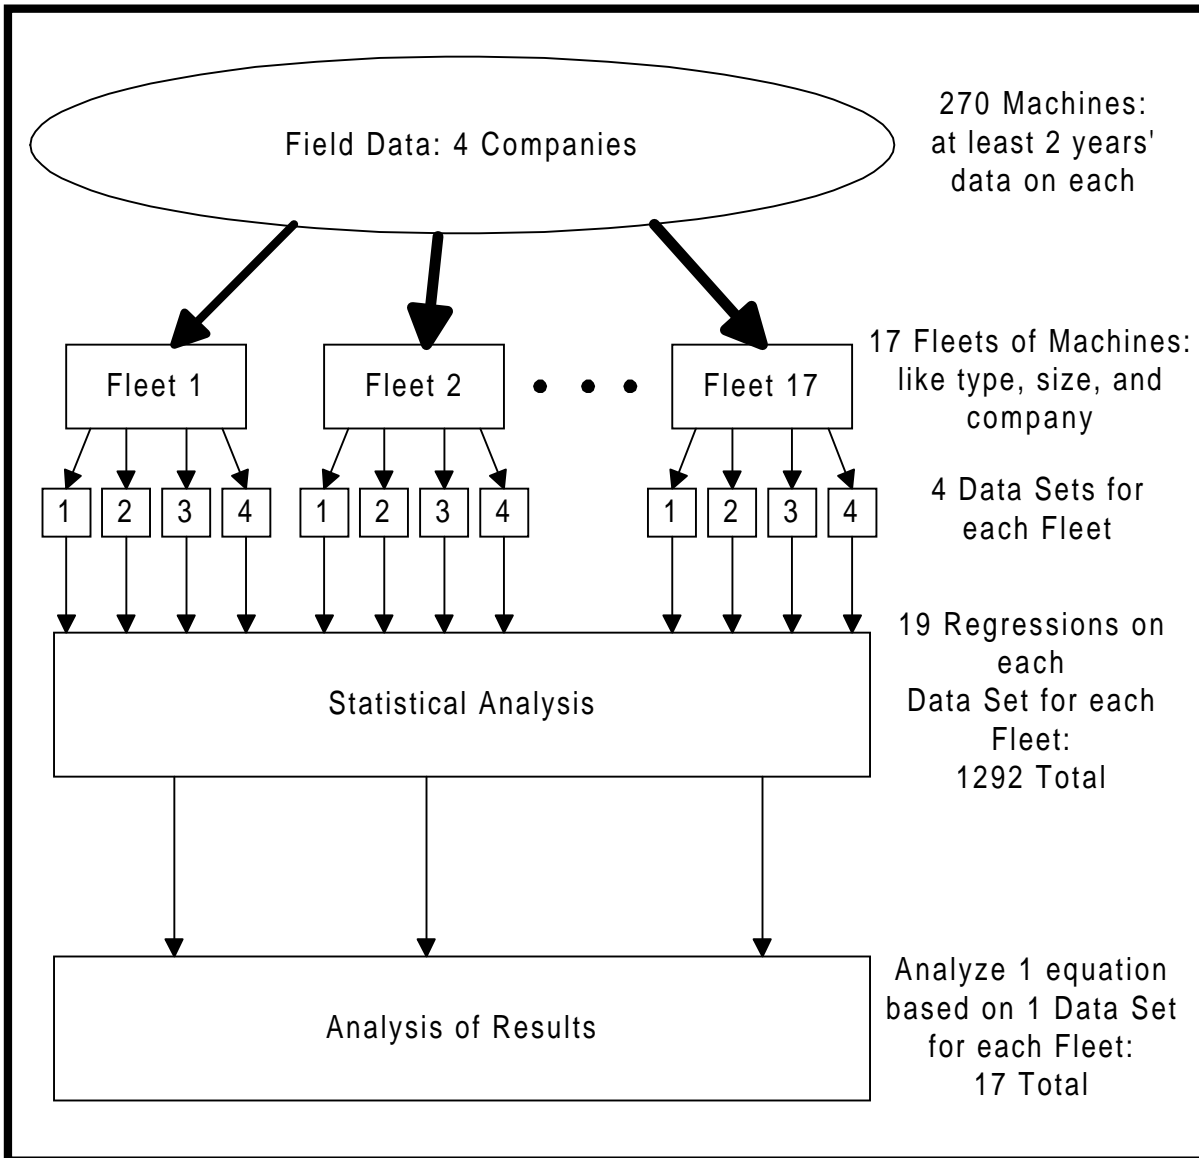 Field Data: 4 Companies
270 Machines:
at least 2 years'
data on each
Fleet 1
Fleet 2
Fleet 17
17 Fleets of Machines:
like type, size, and
company
1 2 3 4 1 2 3 4 1 2 3 4
4 Data Sets for
each Fleet
Statistical Analysis
19 Regressions on
each
Data Set for each
Fleet:
1292 Total
Analysis of Results
Analyze 1 equation
based on 1 Data Set
for each Fleet:
17 Total